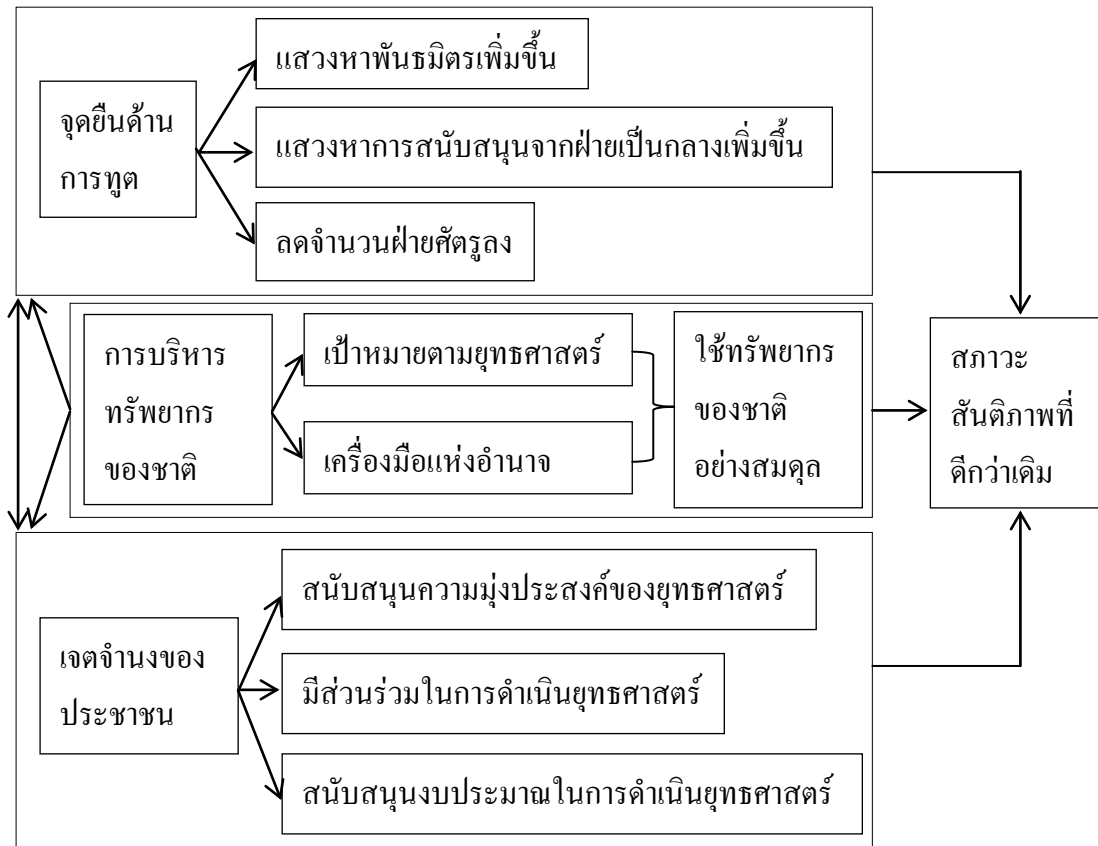 แสวงหาพันธมิตรเพิ่มขึ้น
จุดยืนด้าน
การทูต
แสวงหาการสนับสนุนจากฝ่ายเป็นกลางเพิ่มขึ้น
ลดจำนวนฝ่ายศัตรูลง
การบริหาร
ทรัพยากร
ของชาติ
เป้าหมายตามยุทธศาสตร์
เครื่องมือแห่งอำนาจ
ใช้ทรัพยากร
ของชาติ
อย่างสมดุล
สภาวะ
สันติภาพที่
ดีกว่าเดิม
สนับสนุนความมุ่งประสงค์ของยุทธศาสตร์
เจตจำนงของ
ประชาชน
มีส่วนร่วมในการดำเนินยุทธศาสตร์
สนับสนุนงบประมาณในการดำเนินยุทธศาสตร์